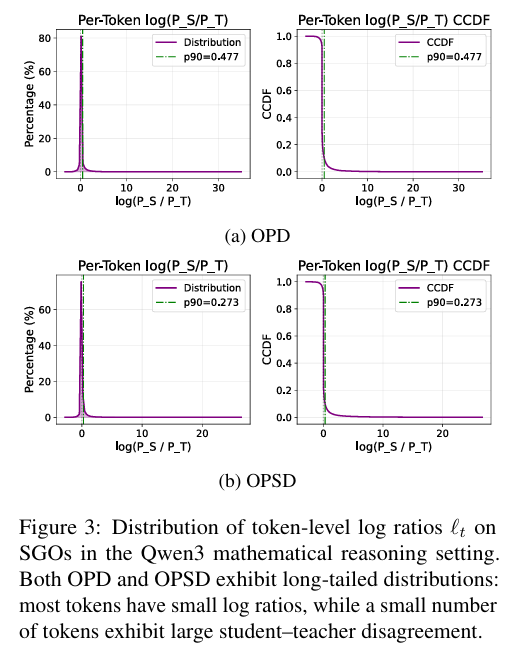 Per-Token log(P_S/P_T)
Percentage (%)
80
60
40
20
0
0 10 20 30
log(P_S / P_T)
Distribution
p90=0.477
Per-Token log(P_S/P_T) CCDF
CCDF
1.0
0.8
0.6
0.4
0.2
0.0
0 10 20 30
log(P_S / P_T)
CCDF
p90=0.477
(a) OPD
Per-Token log(P_S/P_T)
Percentage (%)
60
40
20
0
0 10 20
log(P_S / P_T)
Distribution
p90=0.273
Per-Token log(P_S/P_T) CCDF
CCDF
1.0
0.8
0.6
0.4
0.2
0.0
0 10 20
log(P_S / P_T)
CCDF
p90=0.273
(b) OPSD
Figure 3: Distribution of token-level log ratios ℓt on
SGOs in the Qwen3 mathematical reasoning setting.
Both OPD and OPSD exhibit long-tailed distributions:
most tokens have small log ratios, while a small number
of tokens exhibit large student–teacher disagreement.